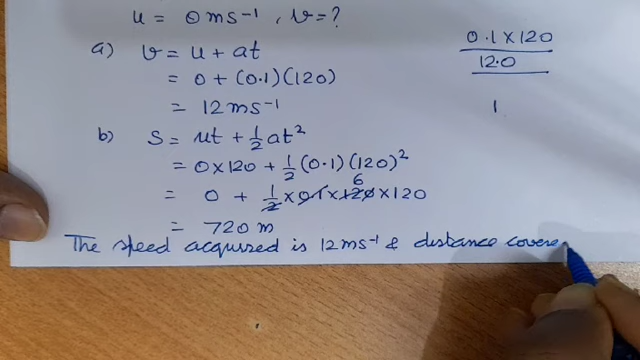 u = 0 ms⁻¹, v = ?
a) v = u + at
= 0 + (0.1)(120)
= 12 ms⁻¹
b) S = ut + 1/2 at²
= 0 × 120 + 1/2 (0.1) (120)²
= 0 + 1/2 × 0.1 × 120 × 120
6
= 720 m
The speed acquired is 12 ms⁻¹ & distance covere
0.1 × 120
12.0
1